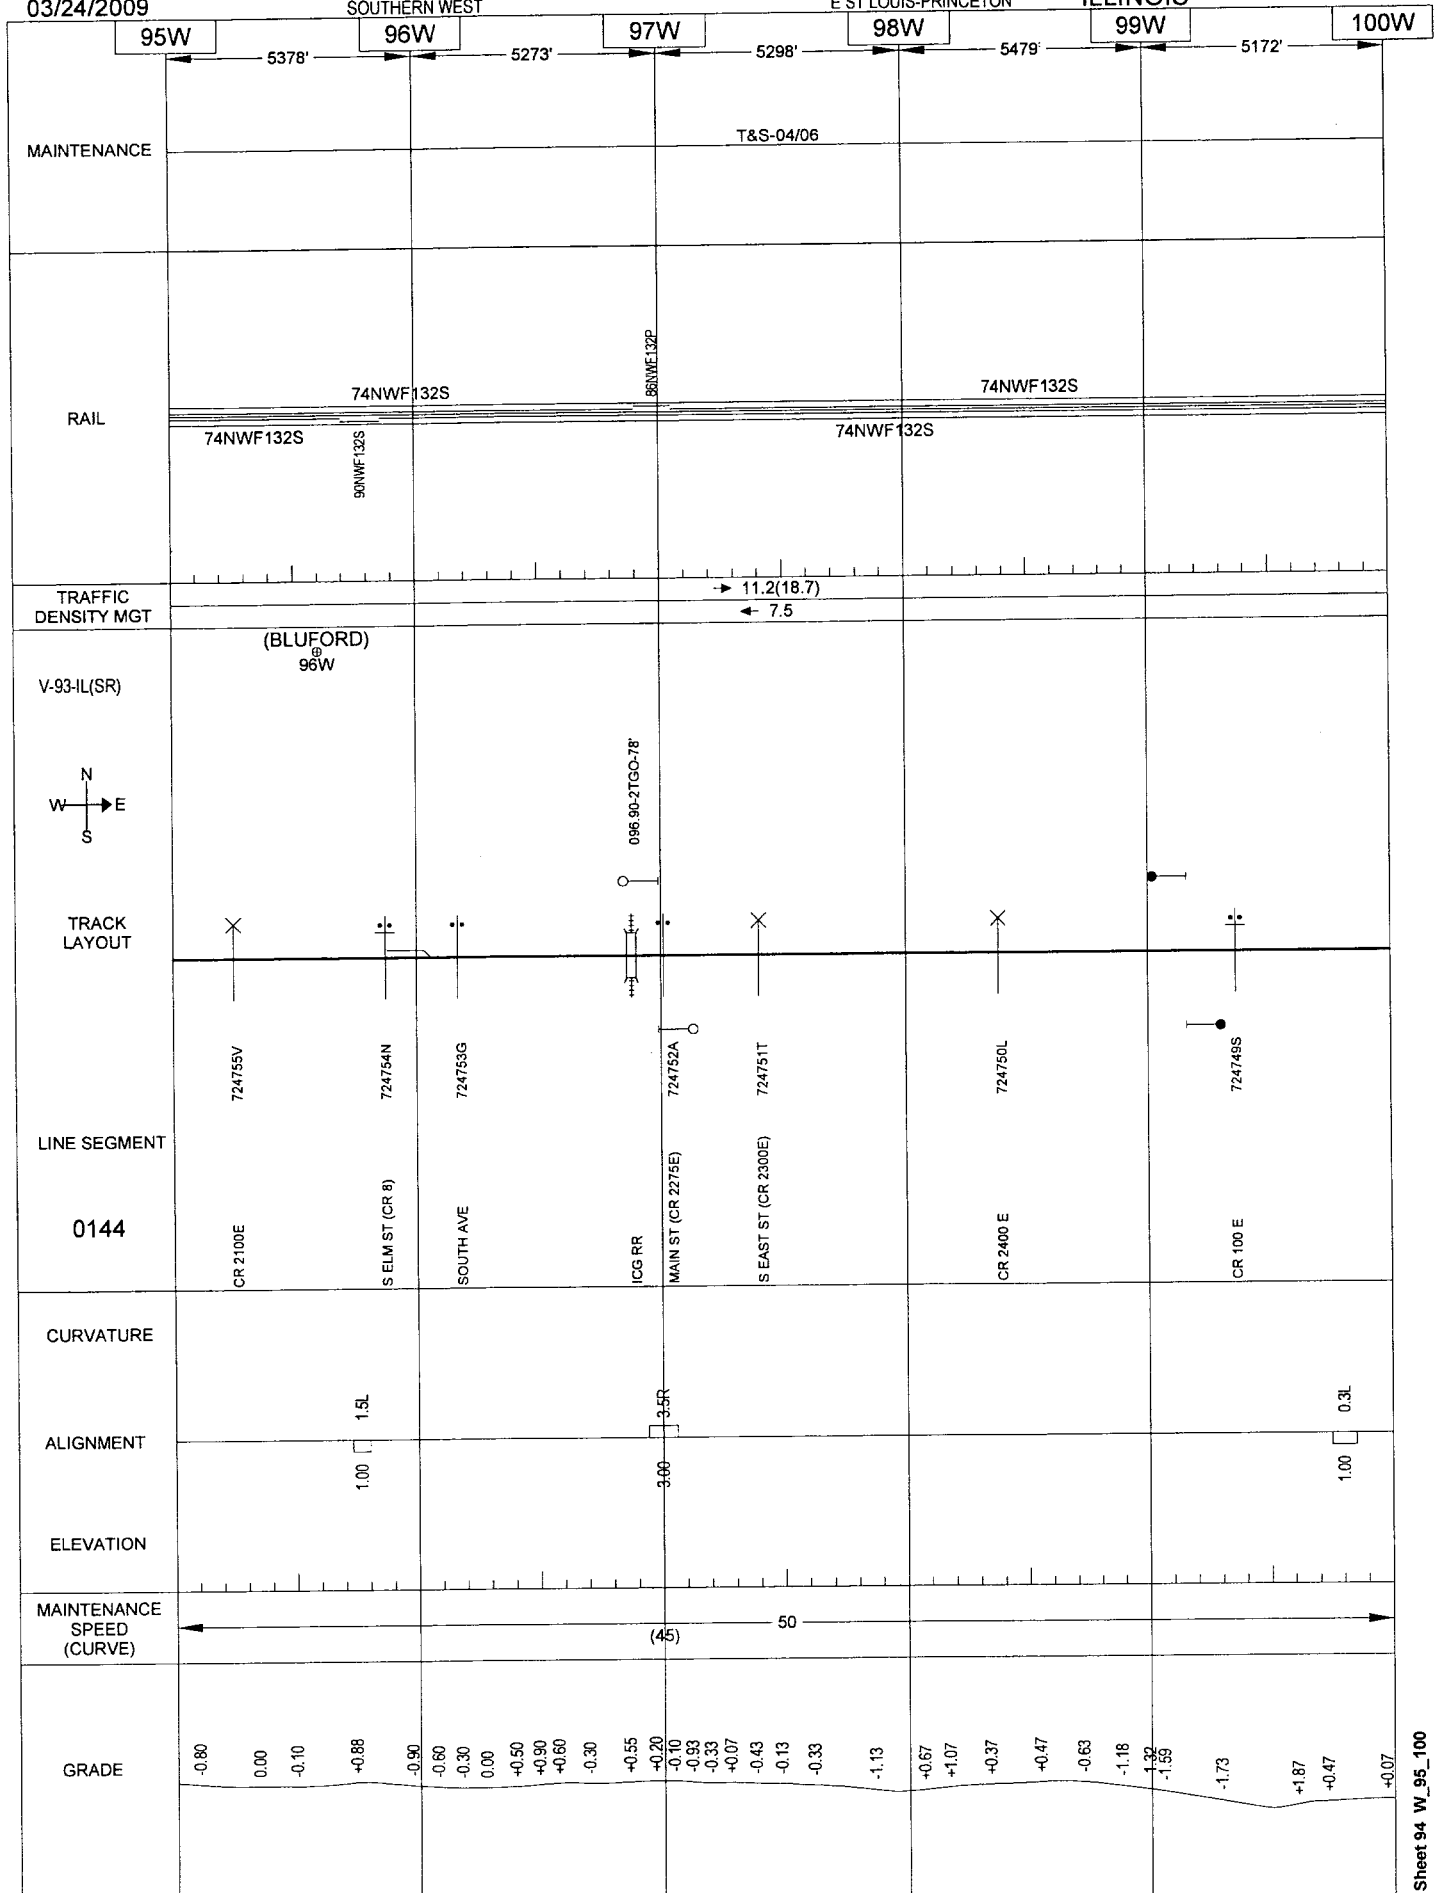 03/24/2009
SOUTHERN WEST
E ST LOUIS-PRINCETON
ILLINOIS
95W
96W
97W
98W
99W
100W
5378'
5273'
5298'
5479'
5172'
MAINTENANCE
T&S-04/06
RAIL
74NWF132S
86NWF132P
74NWF132S
74NWF132S
90NWF132S
74NWF132S
TRAFFIC
DENSITY MGT
11.2(18.7)
7.5
(BLUFORD)
96W
V-93-IL(SR)
N
W
E
S
096.90-2TGO-78'
TRACK
LAYOUT
724755V
724754N
724753G
724752A
724751T
724750L
724749S
LINE SEGMENT
0144
CR 2100E
S ELM ST (CR 8)
SOUTH AVE
ICG RR
MAIN ST (CR 2275E)
S EAST ST (CR 2300E)
CR 2400 E
CR 100 E
CURVATURE
1.5L
3.5R
0.3L
ALIGNMENT
1.00
3.00
1.00
ELEVATION
MAINTENANCE
SPEED
(CURVE)
50
(45)
GRADE
-0.80
0.00
-0.10
+0.88
-0.90
-0.60
-0.30
0.00
+0.50
+0.90
+0.60
-0.30
+0.55
+0.20
-0.10
-0.93
-0.33
+0.07
-0.43
-0.13
-0.33
-1.13
+0.67
+1.07
+0.37
+0.47
-0.63
-1.18
-1.32
-1.59
-1.73
+1.87
+0.47
+0.07
Sheet 94 W_95_100